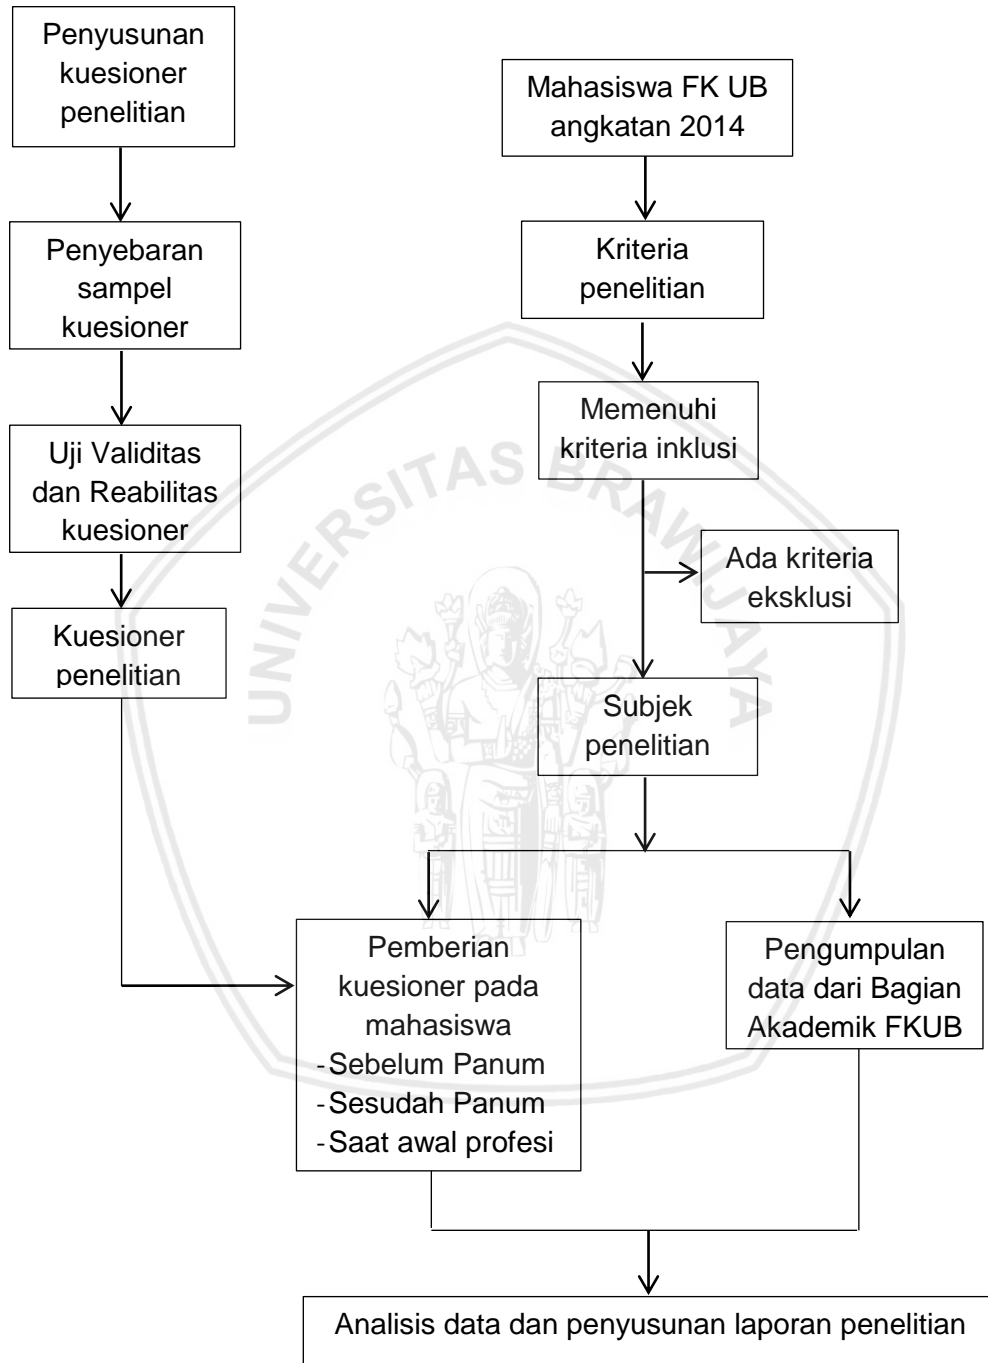 Penyusunan
kuesioner
penelitian
Penyebaran
sampel
kuesioner
Uji Validitas
dan Reabilitas
kuesioner
Kuesioner
penelitian
Mahasiswa FK UB
angkatan 2014
Kriteria
penelitian
Memenuhi
kriteria inklusi
Ada kriteria
eksklusi
Subjek
penelitian
Pemberian
kuesioner pada
mahasiswa
-Sebelum Panum
-Sesudah Panum
-Saat awal profesi
Pengumpulan
data dari Bagian
Akademik FKUB
Analisis data dan penyusunan laporan penelitian
UNIVERSITAS BRAWIJAYA